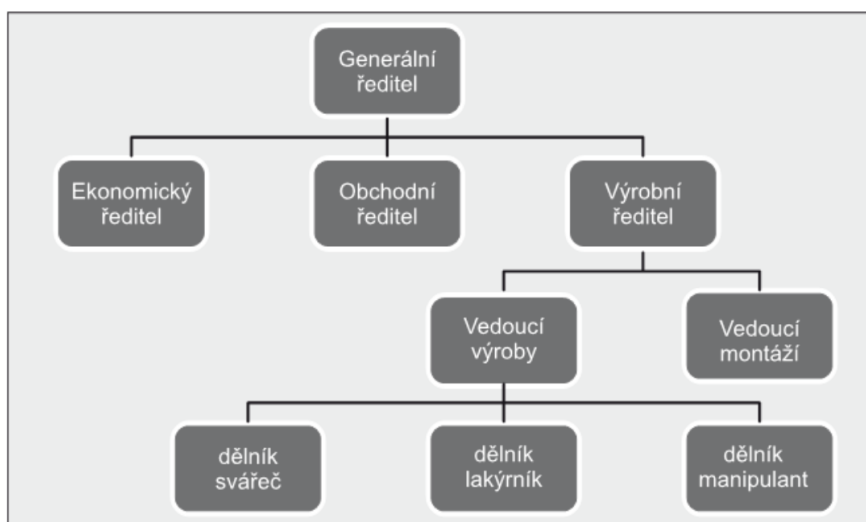 Generální
ředitel
Ekonomický
ředitel
Obchodní
ředitel
Výrobní
ředitel
Vedoucí
výroby
Vedoucí
montáží
dělník
svářeč
dělník
lakýrník
dělník
manipulant